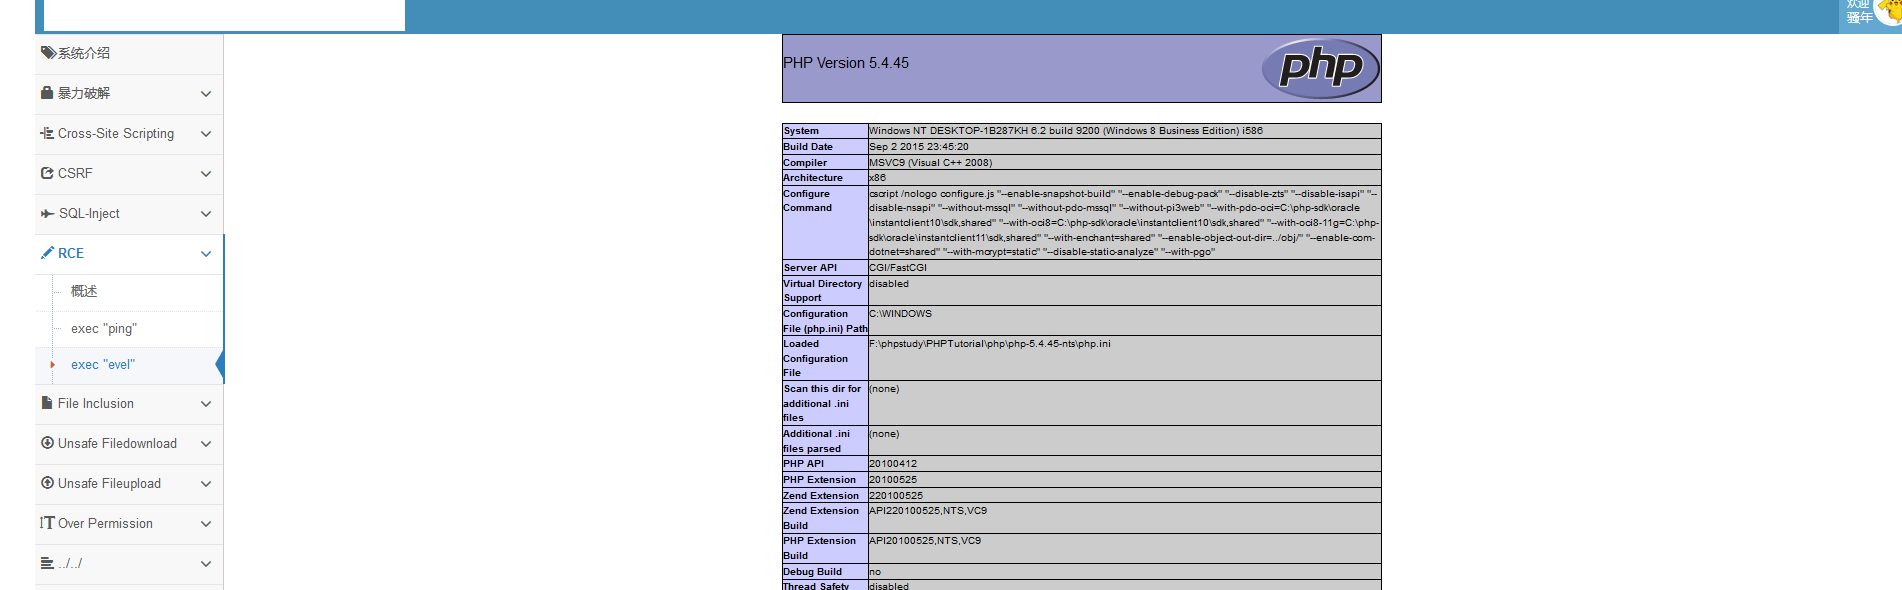 欢迎
骚年
系统介绍
暴力破解
Cross-Site Scripting
CSRF
SQL-Inject
RCE
概述
exec "ping"
exec "evel"
File Inclusion
Unsafe Filedownload
Unsafe Fileupload
Over Permission
../../
PHP Version 5.4.45
php
System Windows NT DESKTOP-1B287KH 6.2 build 9200 (Windows 8 Business Edition) i586
Build Date Sep 2 2015 23:45:20
Compiler MSVC9 (Visual C++ 2008)
Architecture x86
Configure cscript /nologo configure.js "--enable-snapshot-build" "--enable-debug-pack" "--disable-zts" "--disable-isapi" "--
Command disable-nsapi" "--without-mssql" "--without-pdo-mssql" "--without-pi3web" "--with-pdo-oci=C:\php-sdk\oracle
\instantclient10\sdk,shared" "--with-oci8=C:\php-sdk\oracle\instantclient10\sdk,shared" "--with-oci8-11g=C:\php-
sdk\oracle\instantclient11\sdk,shared" "--with-enchant=shared" "--enable-object-out-dir=../obj/" "--enable-com-
dotnet=shared" "--with-mcrypt=static" "--disable-static-analyze" "--with-pgo"
Server API CGI/FastCGI
Virtual Directory disabled
Support
Configuration C:\WINDOWS
File (php.ini) Path
Loaded F:\phpstudy\PHPTutorial\php\php-5.4.45-nts\php.ini
Configuration
File
Scan this dir for (none)
additional .ini
files
Additional .ini (none)
files parsed
PHP API 20100412
PHP Extension 20100525
Zend Extension 220100525
Zend Extension API220100525,NTS,VC9
Build
PHP Extension API20100525,NTS,VC9
Build
Debug Build no
Thread Safety disabled